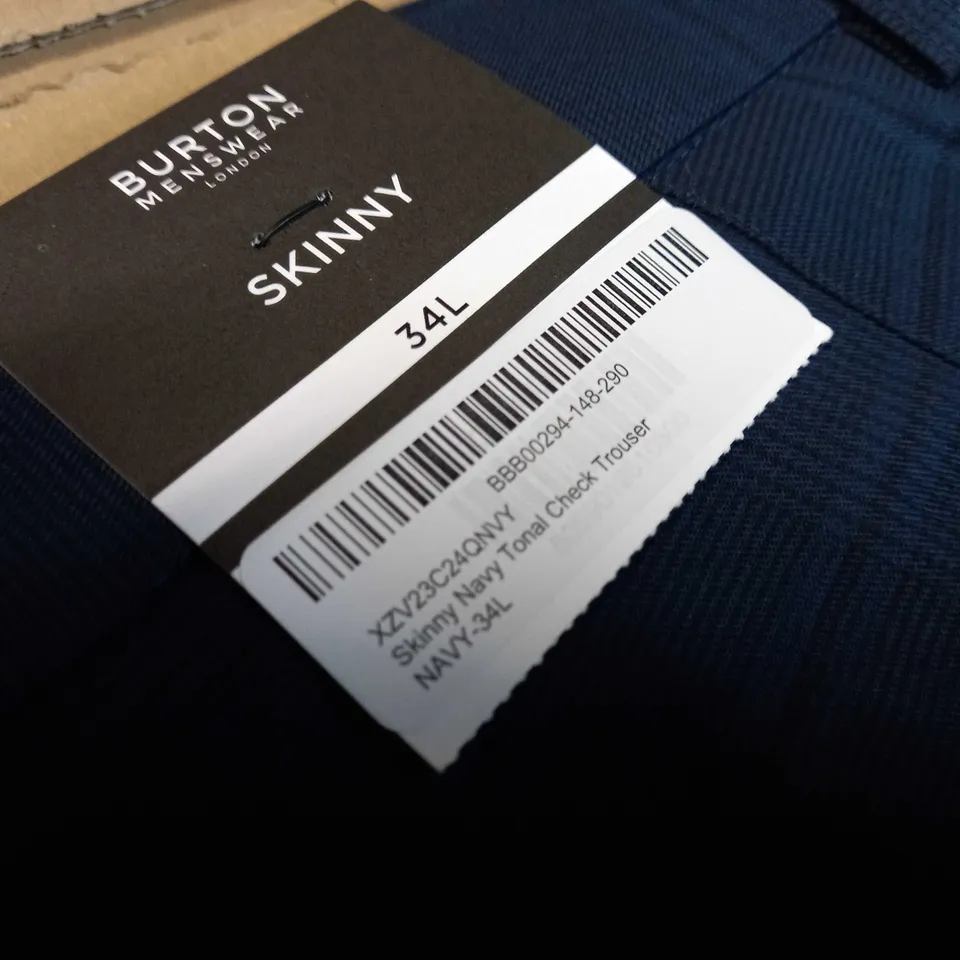 BURTON
MENSWEAR
LONDON
SKINNY
34L
BBB00294-148-290
XZV23C24QNVY
Skinny Navy Tonal Check Trouser
NAVY-34L